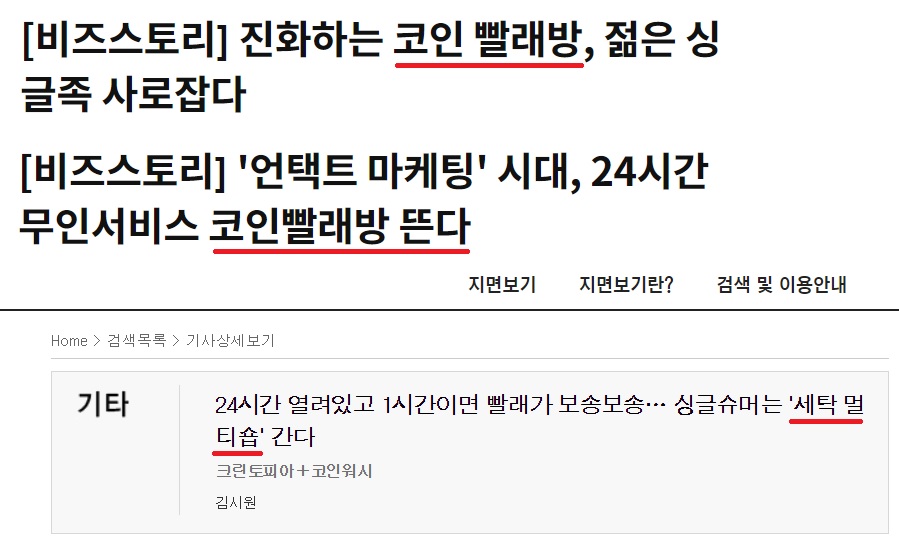 [비즈스토리] 진화하는 코인 빨래방, 젊은 싱
글족 사로잡다
[비즈스토리] '언택트 마케팅' 시대, 24시간
무인서비스 코인빨래방 뜬다
지면보기 지면보기란? 검색 및 이용안내
Home > 검색목록 > 기사상세보기
기타
24시간 열려있고 1시간이면 빨래가 보송보송… 싱글슈머는 '세탁 멀
티숍' 간다
크린토피아+코인워시
김시원